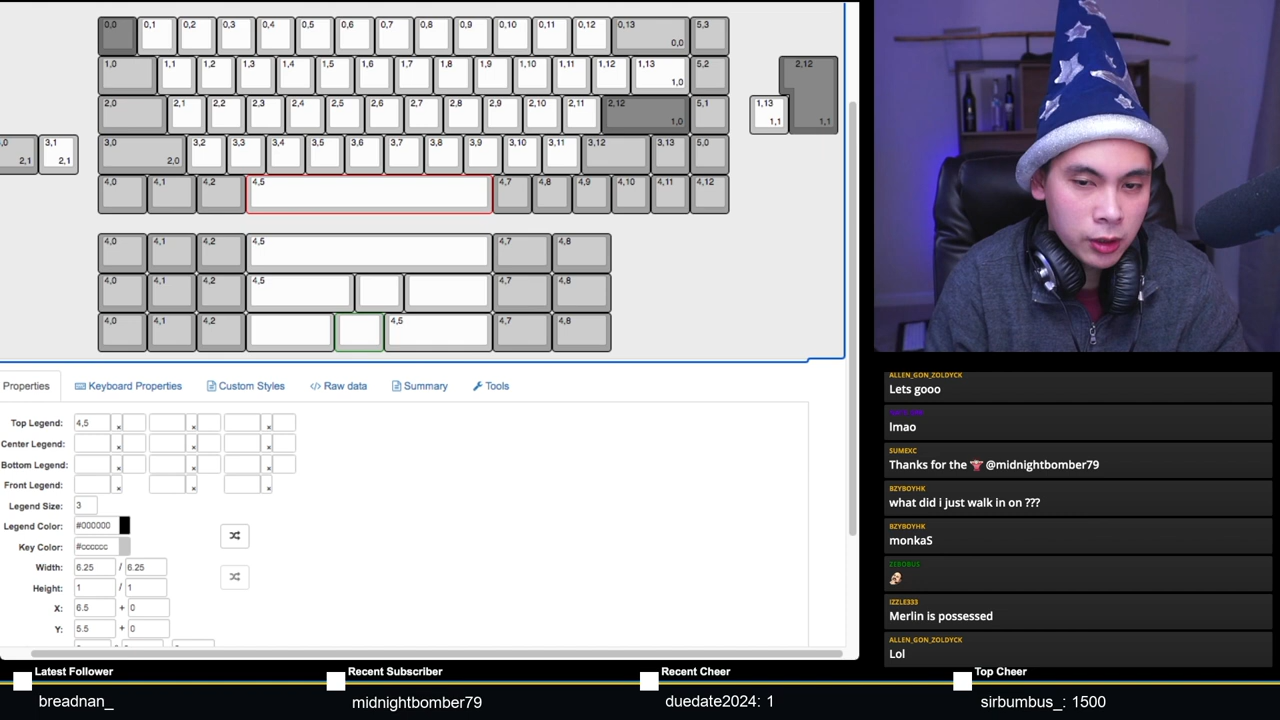 0,0 0,1 0,2 0,3 0,4 0,5 0,6 0,7 0,8 0,9 0,10 0,11 0,12 0,13 5,3
0,0
1,0 1,1 1,2 1,3 1,4 1,5 1,6 1,7 1,8 1,9 1,10 1,11 1,12 1,13 5,2 2,12
1,0
2,0 2,1 2,2 2,3 2,4 2,5 2,6 2,7 2,8 2,9 2,10 2,11 2,12 5,1 1,13
1,0 1,1 1,1
,0 3,1 3,0 3,2 3,3 3,4 3,5 3,6 3,7 3,8 3,9 3,10 3,11 3,12 3,13 5,0
2,1 2,1 2,0
4,0 4,1 4,2 4,5 4,7 4,8 4,9 4,10 4,11 4,12
4,0 4,1 4,2 4,5 4,7 4,8
4,0 4,1 4,2 4,5 4,7 4,8
4,0 4,1 4,2 4,5 4,7 4,8
Properties Keyboard Properties Custom Styles </> Raw data Summary Tools
Top Legend: 4,5
Center Legend:
Bottom Legend:
Front Legend:
Legend Size: 3
Legend Color: #000000
Key Color: #cccccc
Width: 6.25 / 6.25
Height: 1 / 1
X: 6.5 + 0
Y: 5.5 + 0
ALLEN_GON_ZOLDYCK
Lets gooo
lmao
SUMEXC
Thanks for the @midnightbomber79
BZYBOYHK
what did i just walk in on ???
BZYBOYHK
monkaS
ZEROBUS
IZZLE333
Merlin is possessed
ALLEN_GON_ZOLDYCK
Lol
Latest Follower
breadnan_
Recent Subscriber
midnightbomber79
Recent Cheer
duedate2024: 1
Top Cheer
sirbumbus_: 1500